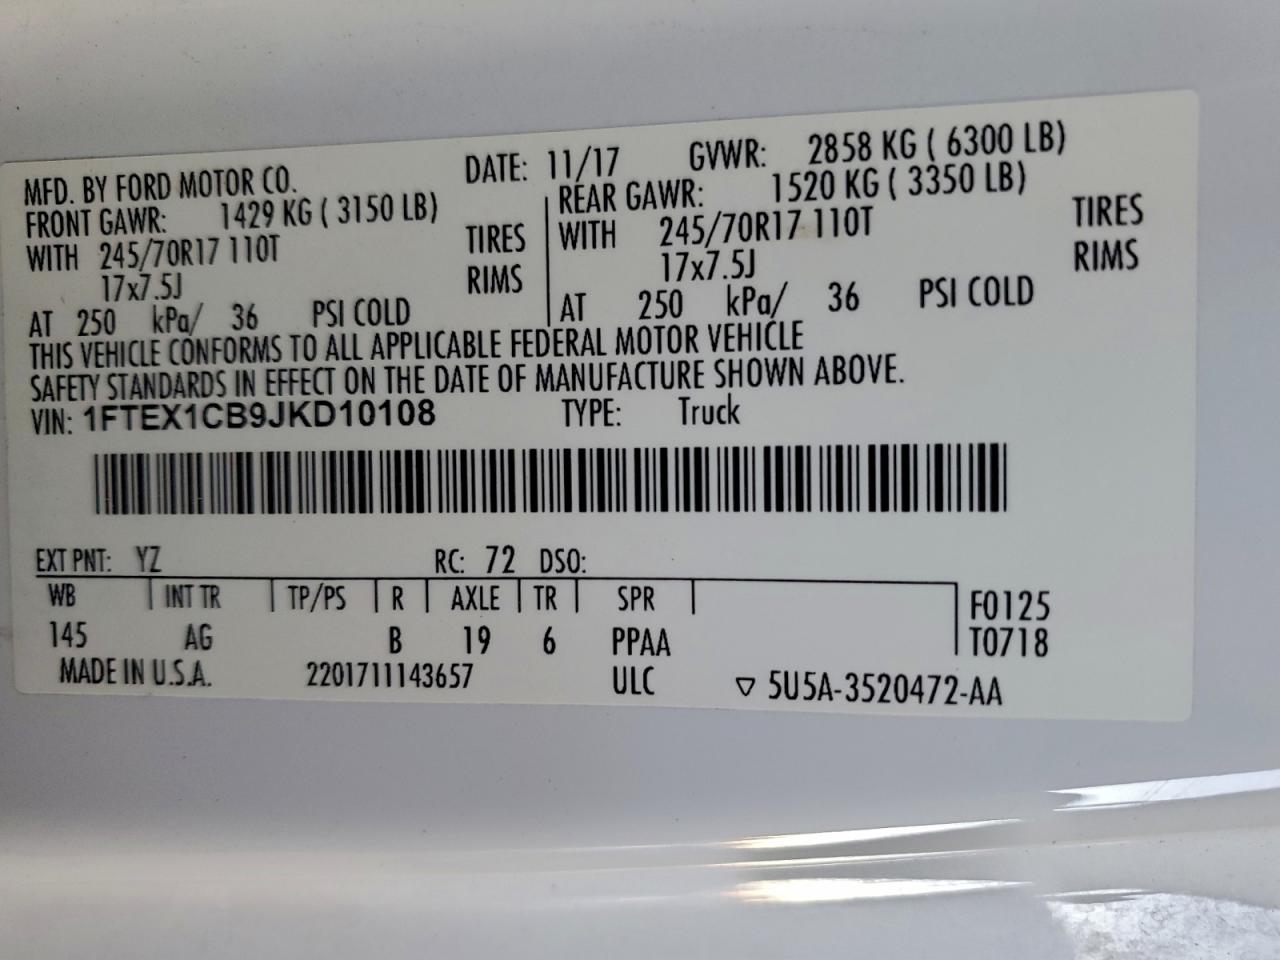 MFD. BY FORD MOTOR CO. DATE: 11/17 GVWR: 2858 KG ( 6300 LB)
FRONT GAWR: 1429 KG ( 3150 LB) REAR GAWR: 1520 KG ( 3350 LB)
WITH 245/70R17 110T TIRES WITH 245/70R17 110T TIRES
17x7.5J RIMS 17x7.5J RIMS
AT 250 kPa/ 36 PSI COLD AT 250 kPa/ 36 PSI COLD
THIS VEHICLE CONFORMS TO ALL APPLICABLE FEDERAL MOTOR VEHICLE
SAFETY STANDARDS IN EFFECT ON THE DATE OF MANUFACTURE SHOWN ABOVE.
VIN: 1FTEX1CB9JKD10108 TYPE: Truck
EXT PNT: YZ RC: 72 DSO:
WB INT TR TP/PS R AXLE TR SPR F0125
145 AG B 19 6 PPAA T0718
MADE IN U.S.A. 2201711143657 ULC ▽ 5U5A-3520472-AA